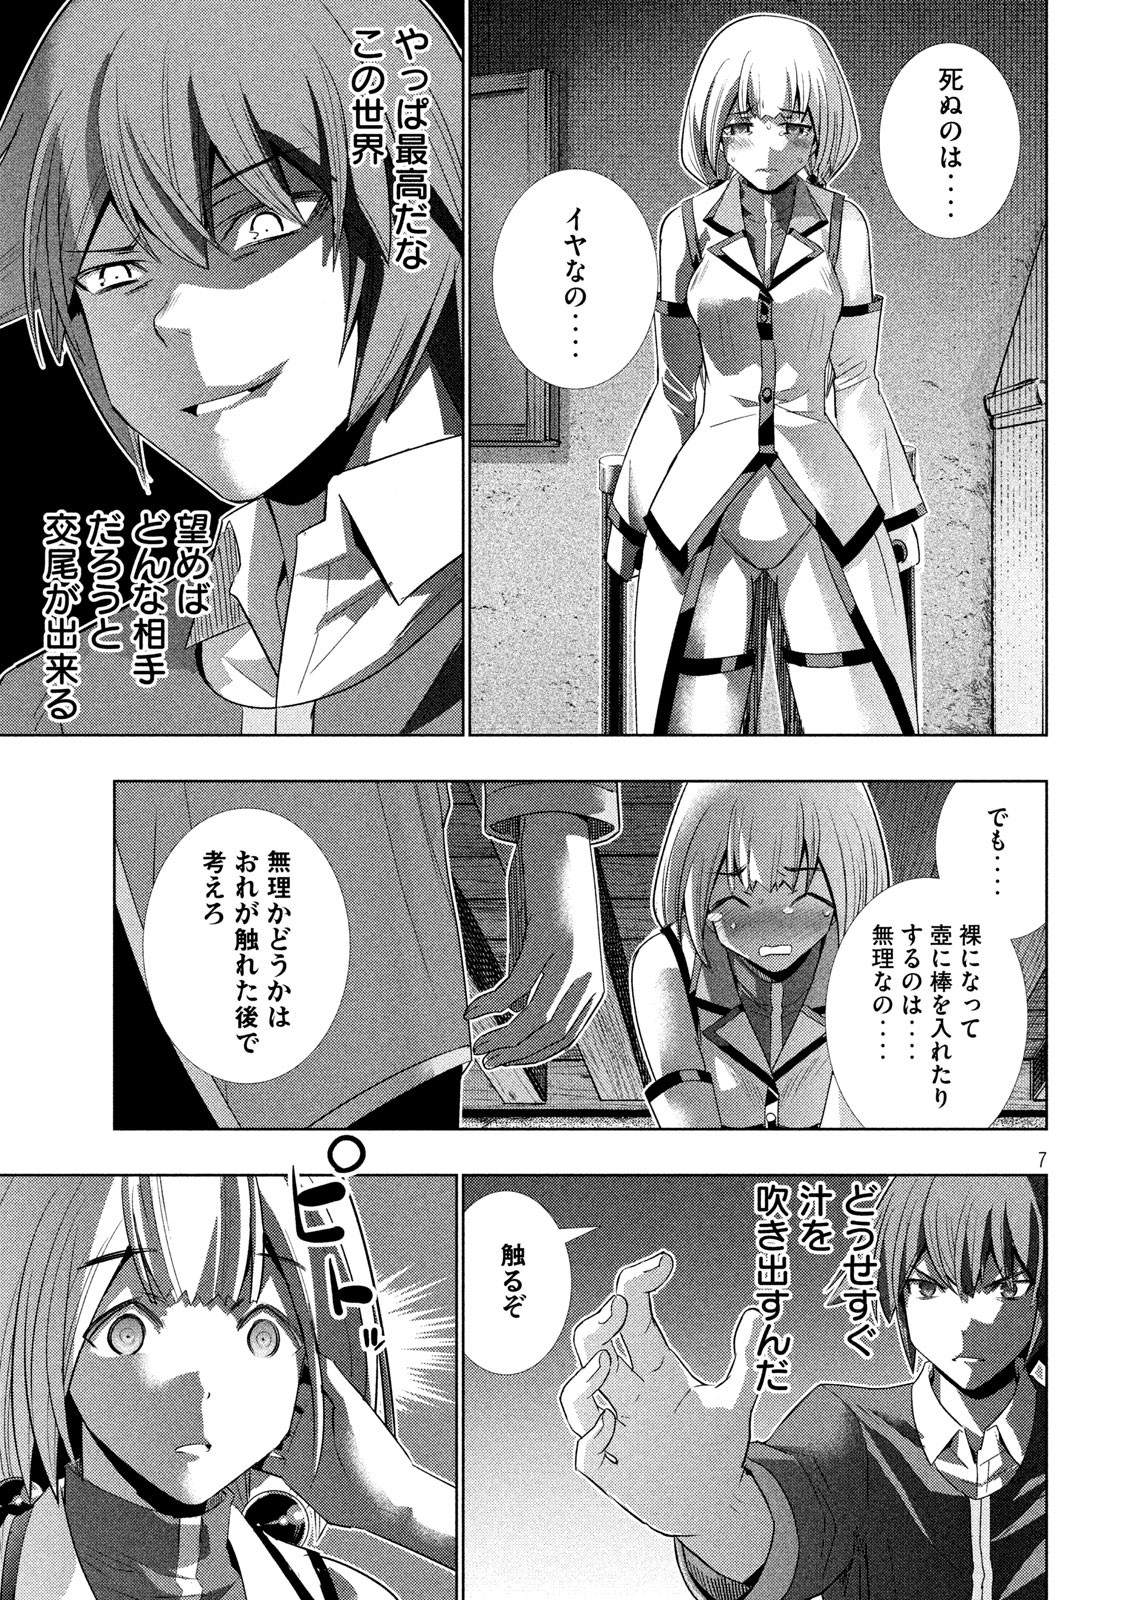 死ぬのは‥‥
イヤなの‥‥
やっぱ最高だな
この世界
望めば
どんな相手
だろうと
交尾が出来る
でも‥‥
裸になって
壺に棒を入れたり
するのは‥‥
無理なの‥‥
無理かどうかは
おれが触れた後で
考えろ
7
どうせすぐ
汁を
吹き出すんだ
触るぞ
ピトッ